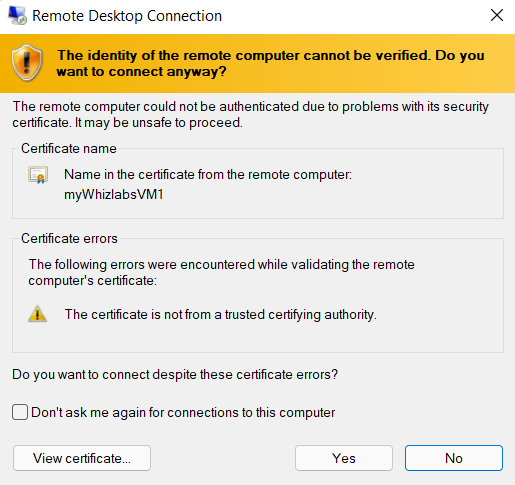 Remote Desktop Connection
The identity of the remote computer cannot be verified. Do you
want to connect anyway?
The remote computer could not be authenticated due to problems with its security
certificate. It may be unsafe to proceed.
Certificate name
Name in the certificate from the remote computer:
myWhizlabsVM1
Certificate errors
The following errors were encountered while validating the remote
computer's certificate:
The certificate is not from a trusted certifying authority.
Do you want to connect despite these certificate errors?
Don't ask me again for connections to this computer
View certificate... Yes No